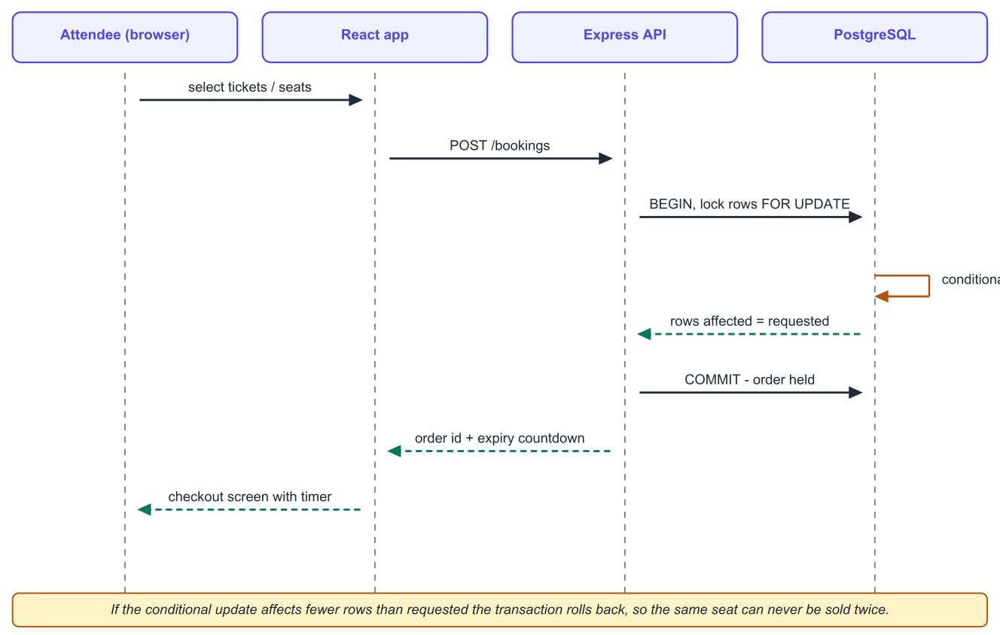 Attendee (browser)
React app
Express API
PostgreSQL
select tickets / seats
POST /bookings
BEGIN, lock rows FOR UPDATE
rows affected = requested
COMMIT - order held
order id + expiry countdown
checkout screen with timer
If the conditional update affects fewer rows than requested the transaction rolls back, so the same seat can never be sold twice.